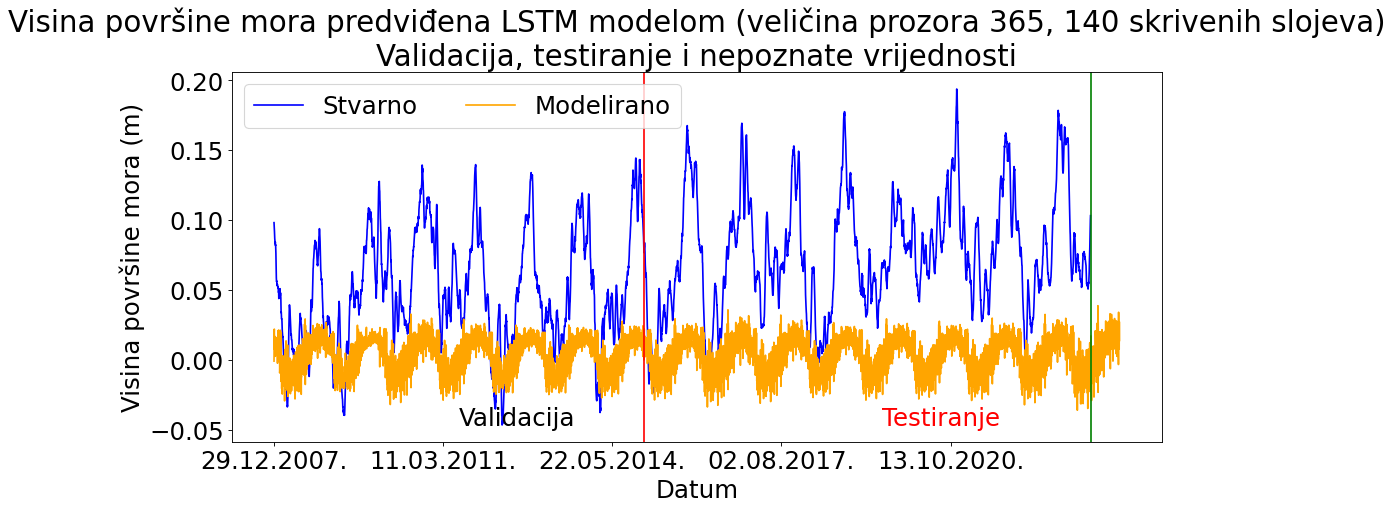 Visina površine mora predviđena LSTM modelom (veličina prozora 365, 140 skrivenih slojeva)
Validacija, testiranje i nepoznate vrijednosti
Stvarno Modelirano
Visina površine mora (m)
0.20
0.15
0.10
0.05
0.00
−0.05
Validacija Testiranje
29.12.2007. 11.03.2011. 22.05.2014. 02.08.2017. 13.10.2020.
Datum